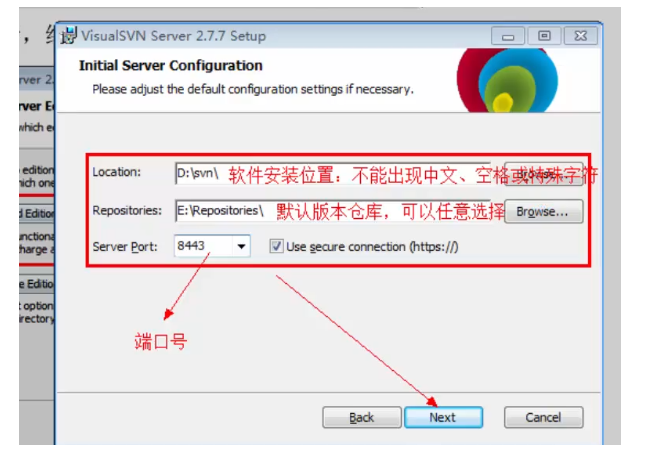 VisualSVN Server 2.7.7 Setup
Initial Server Configuration
Please adjust the default configuration settings if necessary.
Location: D:\svn\ 软件安装位置：不能出现中文、空格或特殊字符 Browse...
Repositories: E:\Repositories\ 默认版本仓库，可以任意选择 Browse...
Server Port: 8443 Use secure connection (https://)
端口号
Back Next Cancel
rver 2.
rver E
which e
edition
hich one
d Edition
unctiona
harge a
e Editio
t option
irectory